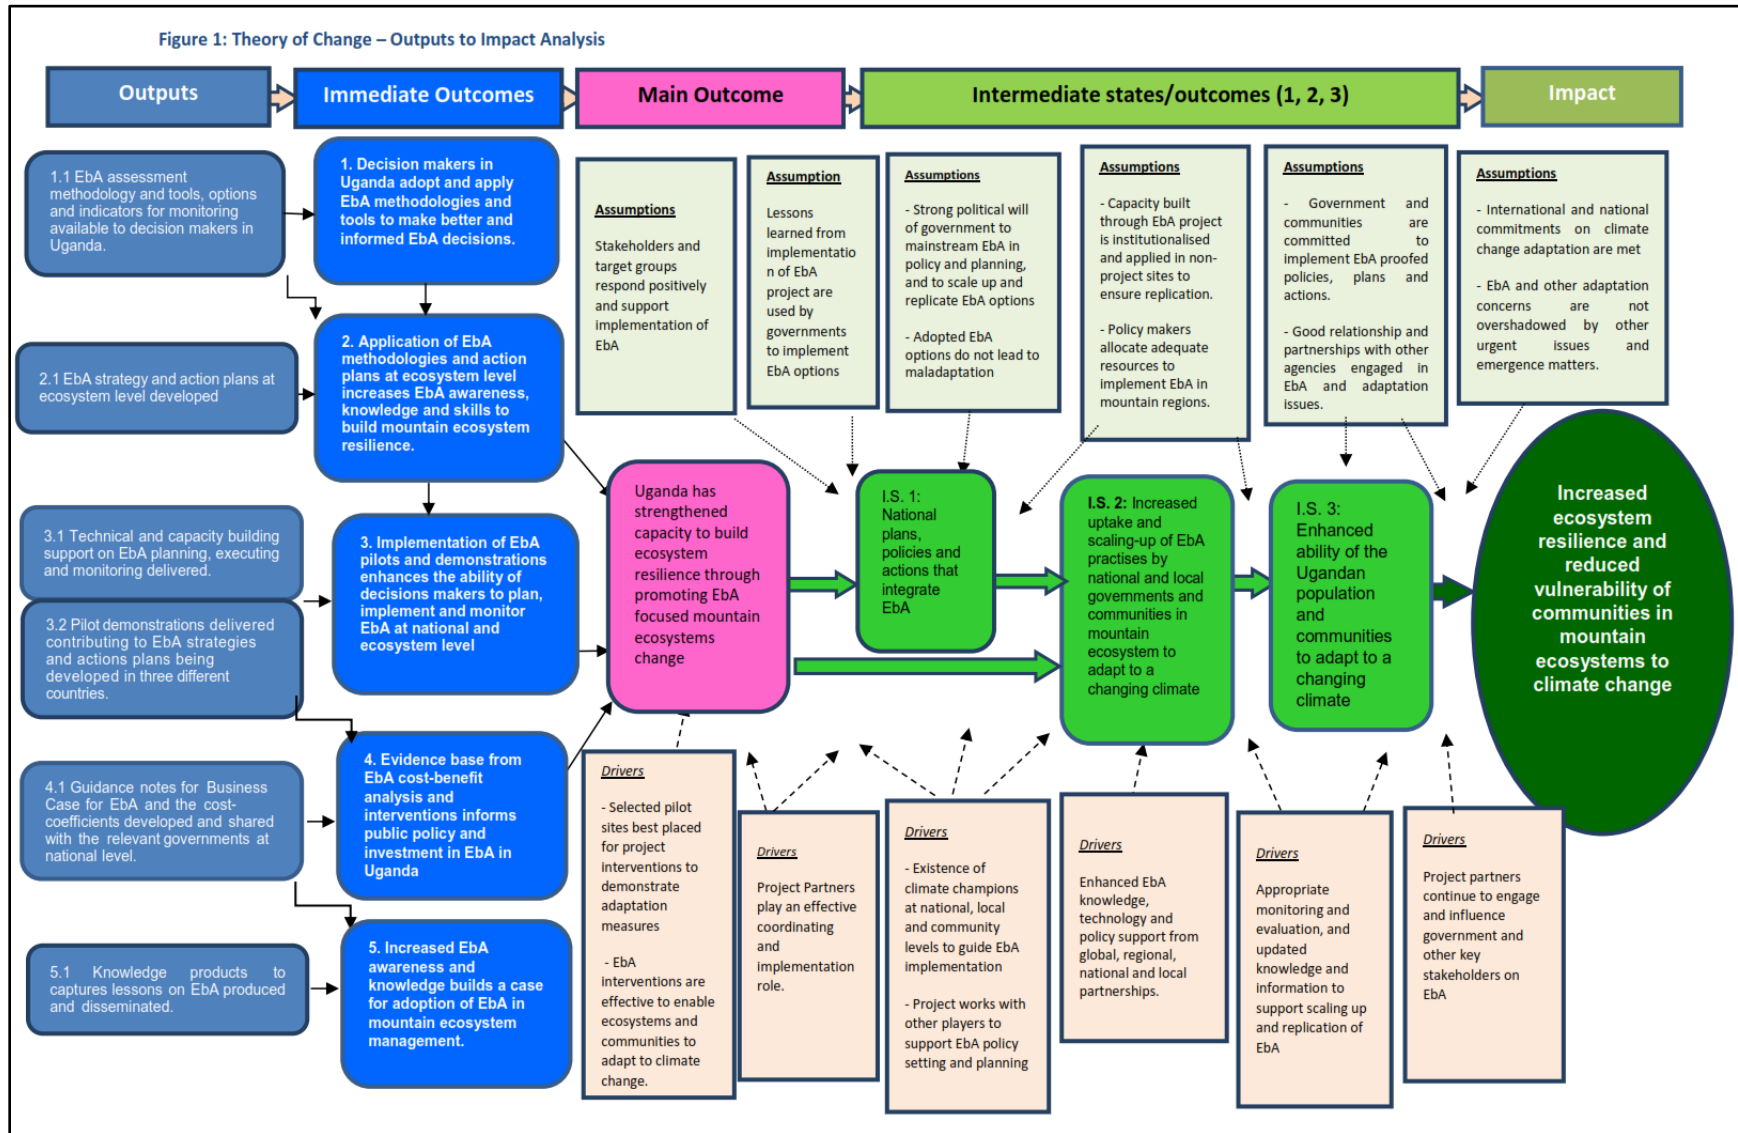 Figure 1: Theory of Change – Outputs to Impact Analysis
Outputs
Immediate Outcomes
Main Outcome
Intermediate states/outcomes (1, 2, 3)
Impact
1.1 EbA assessment
methodology and tools, options
and indicators for monitoring
available to decision makers in
Uganda.
2.1 EbA strategy and action plans at
ecosystem level developed
3.1 Technical and capacity building
support on EbA planning, executing
and monitoring delivered.
3.2 Pilot demonstrations delivered
contributing to EbA strategies
and actions plans being
developed in three different
countries.
4.1 Guidance notes for Business
Case for EbA and the cost-
coefficients developed and shared
with the relevant governments at
national level.
5.1 Knowledge products to
captures lessons on EbA produced
and disseminated.
1. Decision makers in
Uganda adopt and apply
EbA methodologies and
tools to make better and
informed EbA decisions.
2. Application of EbA
methodologies and action
plans at ecosystem level
increases EbA awareness,
knowledge and skills to
build mountain ecosystem
resilience.
3. Implementation of EbA
pilots and demonstrations
enhances the ability of
decisions makers to plan,
implement and monitor
EbA at national and
ecosystem level
4. Evidence base from
EbA cost-benefit
analysis and
interventions informs
public policy and
investment in EbA in
Uganda
5. Increased EbA
awareness and
knowledge builds a case
for adoption of EbA in
mountain ecosystem
management.
Uganda has
strengthened
capacity to build
ecosystem
resilience through
promoting EbA
focused mountain
ecosystems
change
Assumptions
Stakeholders and
target groups
respond positively
and support
implementation of
EbA
Assumption
Lessons
learned from
implementatio
n of EbA
project are
used by
governments
to implement
EbA options
Assumptions
- Strong political will
of government to
mainstream EbA in
policy and planning,
and to scale up and
replicate EbA options
- Adopted EbA
options do not lead to
maladaptation
Assumptions
- Capacity built
through EbA project
is institutionalised
and applied in non-
project sites to
ensure replication.
- Policy makers
allocate adequate
resources to
implement EbA in
mountain regions.
Assumptions
- Government and
communities are
committed to
implement EbA proofed
policies, plans and
actions.
- Good relationship and
partnerships with other
agencies engaged in
EbA and adaptation
issues.
Assumptions
- International and national
commitments on climate
change adaptation are met
- EbA and other adaptation
concerns are not
overshadowed by other
urgent issues and
emergence matters.
I.S. 1:
National
plans,
policies and
actions that
integrate
EbA
I.S. 2: Increased
uptake and
scaling-up of EbA
practises by
national and local
governments and
communities in
mountain
ecosystem to
adapt to a
changing climate
I.S. 3:
Enhanced
ability of the
Ugandan
population
and
communities
to adapt to a
changing
climate
Increased
ecosystem
resilience and
reduced
vulnerability of
communities in
mountain
ecosystems to
climate change
Drivers
- Selected pilot
sites best placed
for project
interventions to
demonstrate
adaptation
measures
- EbA
interventions are
effective to enable
ecosystems and
communities to
adapt to climate
change.
Drivers
Project Partners
play an effective
coordinating
and
implementation
role.
Drivers
- Existence of
climate champions
at national, local
and community
levels to guide EbA
implementation
- Project works with
other players to
support EbA policy
setting and planning
Drivers
Enhanced EbA
knowledge,
technology and
policy support from
global, regional,
national and local
partnerships.
Drivers
Appropriate
monitoring and
evaluation, and
updated
knowledge and
information to
support scaling up
and replication of
EbA
Drivers
Project partners
continue to engage
and influence
government and
other key
stakeholders on
EbA